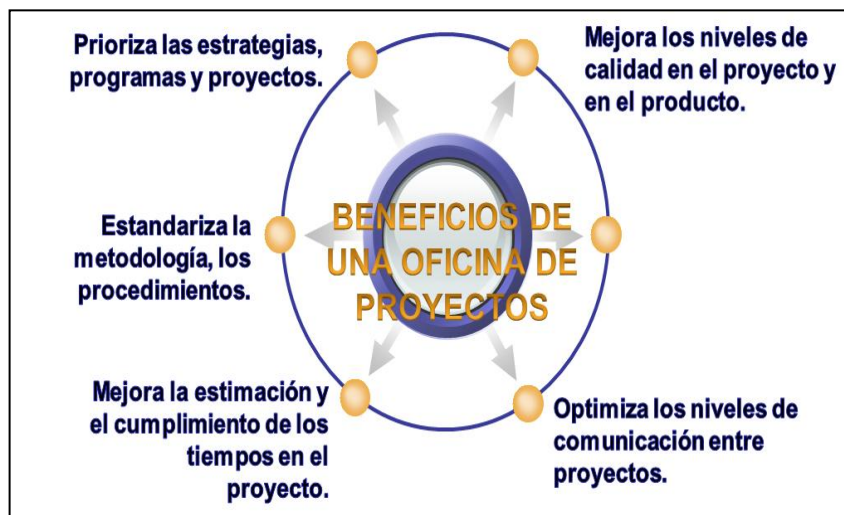 Prioriza las estrategias,
programas y proyectos.
Mejora los niveles de
calidad en el proyecto y
en el producto.
Estandariza la
metodología, los
procedimientos.
BENEFICIOS DE
UNA OFICINA DE
PROYECTOS
Mejora la estimación y
el cumplimiento de los
tiempos en el
proyecto.
Optimiza los niveles de
comunicación entre
proyectos.